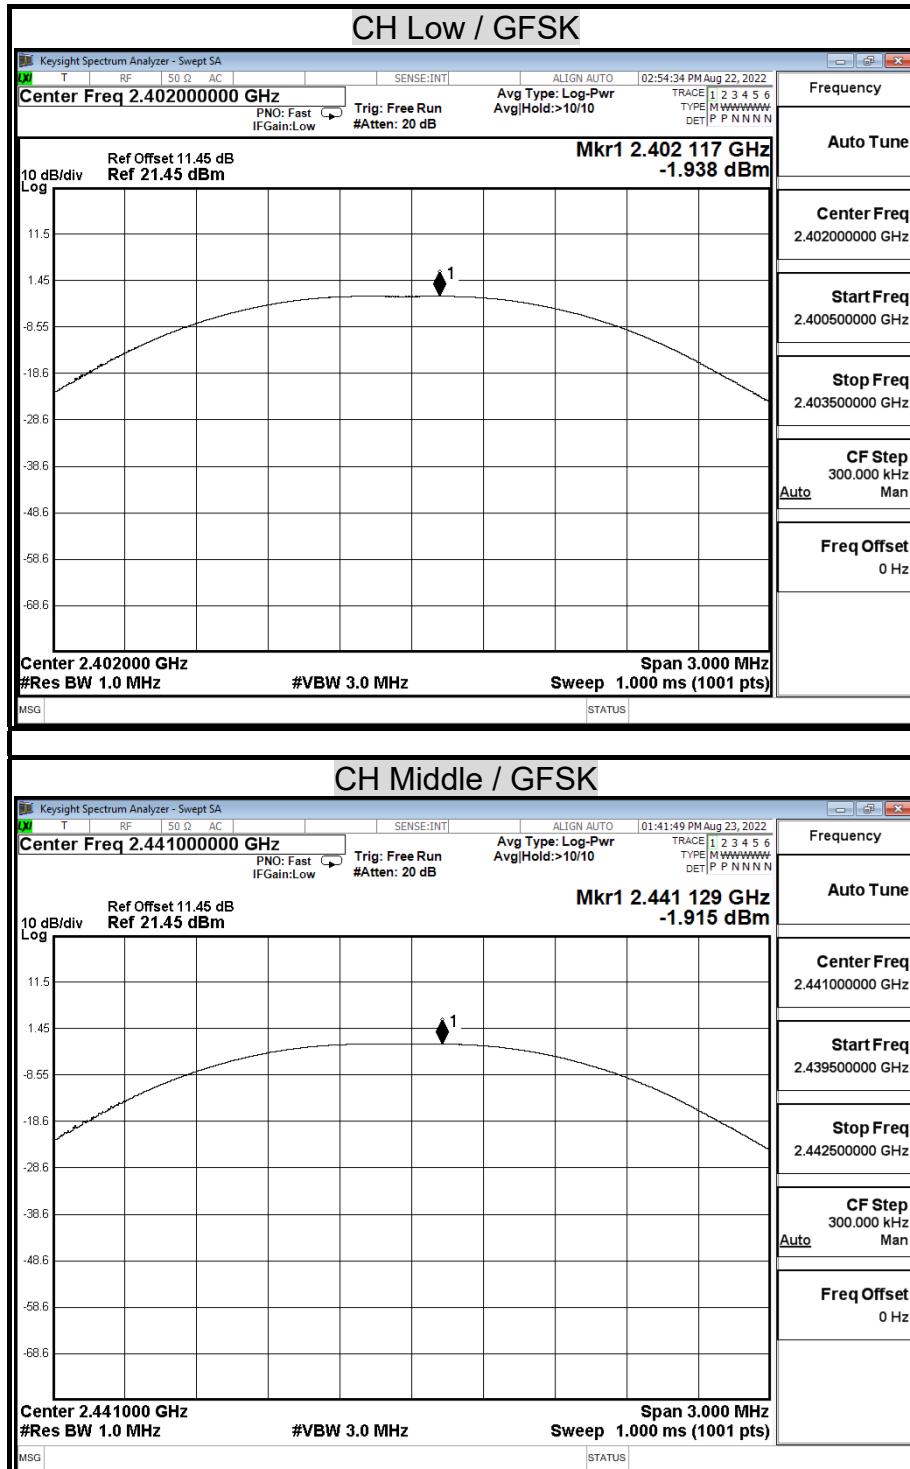 CH Low / GFSK
Keysight Spectrum Analyzer - Swept SA
LXI T RF 50 Ω AC SENSE:INT ALIGN AUTO 02:54:34 PM Aug 22, 2022
Center Freq 2.402000000 GHz
PNO: Fast
IFGain:Low
Trig: Free Run
#Atten: 20 dB
Avg Type: Log-Pwr
Avg|Hold:>10/10
TRACE 1 2 3 4 5 6
TYPE M WWWWW
DET P P N N N N
Frequency
Auto Tune
Mkr1 2.402 117 GHz
-1.938 dBm
Ref Offset 11.45 dB
10 dB/div Ref 21.45 dBm
Log
11.5
1.45
-8.55
-18.6
-28.6
-38.6
-48.6
-58.6
-68.6
1
Center Freq
2.402000000 GHz
Start Freq
2.400500000 GHz
Stop Freq
2.403500000 GHz
CF Step
300.000 kHz
Auto Man
Freq Offset
0 Hz
Center 2.402000 GHz Span 3.000 MHz
#Res BW 1.0 MHz #VBW 3.0 MHz Sweep 1.000 ms (1001 pts)
MSG STATUS
CH Middle / GFSK
Keysight Spectrum Analyzer - Swept SA
LXI T RF 50 Ω AC SENSE:INT ALIGN AUTO 01:41:49 PM Aug 23, 2022
Center Freq 2.441000000 GHz
PNO: Fast
IFGain:Low
Trig: Free Run
#Atten: 20 dB
Avg Type: Log-Pwr
Avg|Hold:>10/10
TRACE 1 2 3 4 5 6
TYPE M WWWWW
DET P P N N N N
Frequency
Auto Tune
Mkr1 2.441 129 GHz
-1.915 dBm
Ref Offset 11.45 dB
10 dB/div Ref 21.45 dBm
Log
11.5
1.45
-8.55
-18.6
-28.6
-38.6
-48.6
-58.6
-68.6
1
Center Freq
2.441000000 GHz
Start Freq
2.439500000 GHz
Stop Freq
2.442500000 GHz
CF Step
300.000 kHz
Auto Man
Freq Offset
0 Hz
Center 2.441000 GHz Span 3.000 MHz
#Res BW 1.0 MHz #VBW 3.0 MHz Sweep 1.000 ms (1001 pts)
MSG STATUS